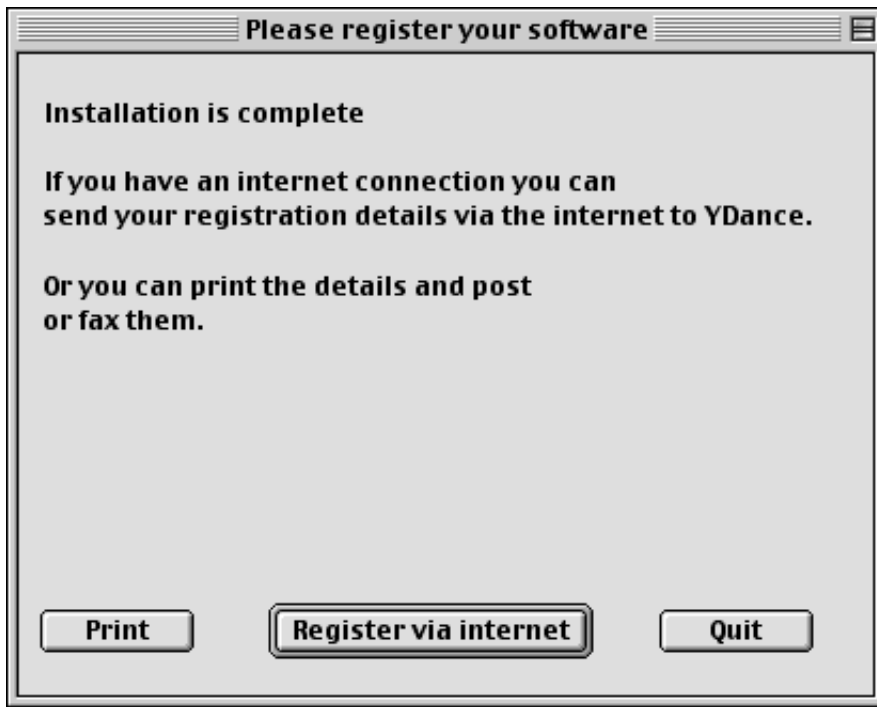 Please register your software
Installation is complete
If you have an internet connection you can
send your registration details via the internet to YDance.
Or you can print the details and post
or fax them.
Print
Register via internet
Quit